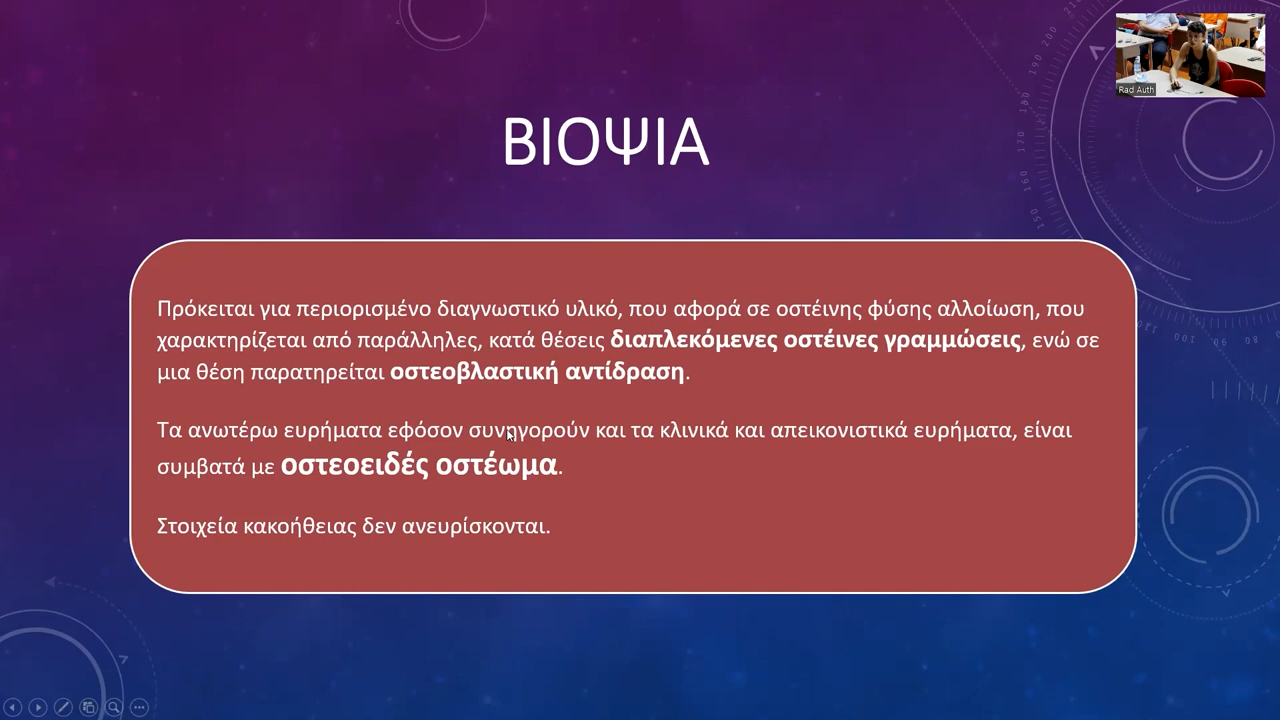 Rad Auth
ΒΙΟΨΙΑ
Πρόκειται για περιορισμένο διαγνωστικό υλικό, που αφορά σε οστέινης φύσης αλλοίωση, που
χαρακτηρίζεται από παράλληλες, κατά θέσεις διαπλεκόμενες οστέινες γραμμώσεις, ενώ σε
μια θέση παρατηρείται οστεοβλαστική αντίδραση.
Τα ανωτέρω ευρήματα εφόσον συνηγορούν και τα κλινικά και απεικονιστικά ευρήματα, είναι
συμβατά με οστεοειδές οστέωμα.
Στοιχεία κακοήθειας δεν ανευρίσκονται.